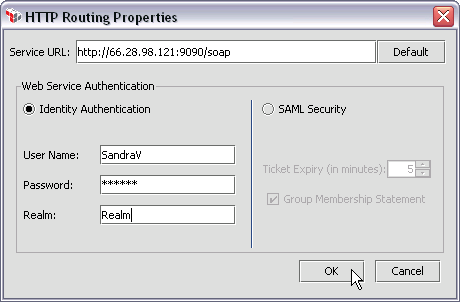 HTTP Routing Properties
Service URL: http://66.28.98.121:9090/soap Default
Web Service Authentication
Identity Authentication
SAML Security
User Name: SandraV
Password: ******
Realm: Realm
Ticket Expiry (in minutes): 5
Group Membership Statement
OK Cancel